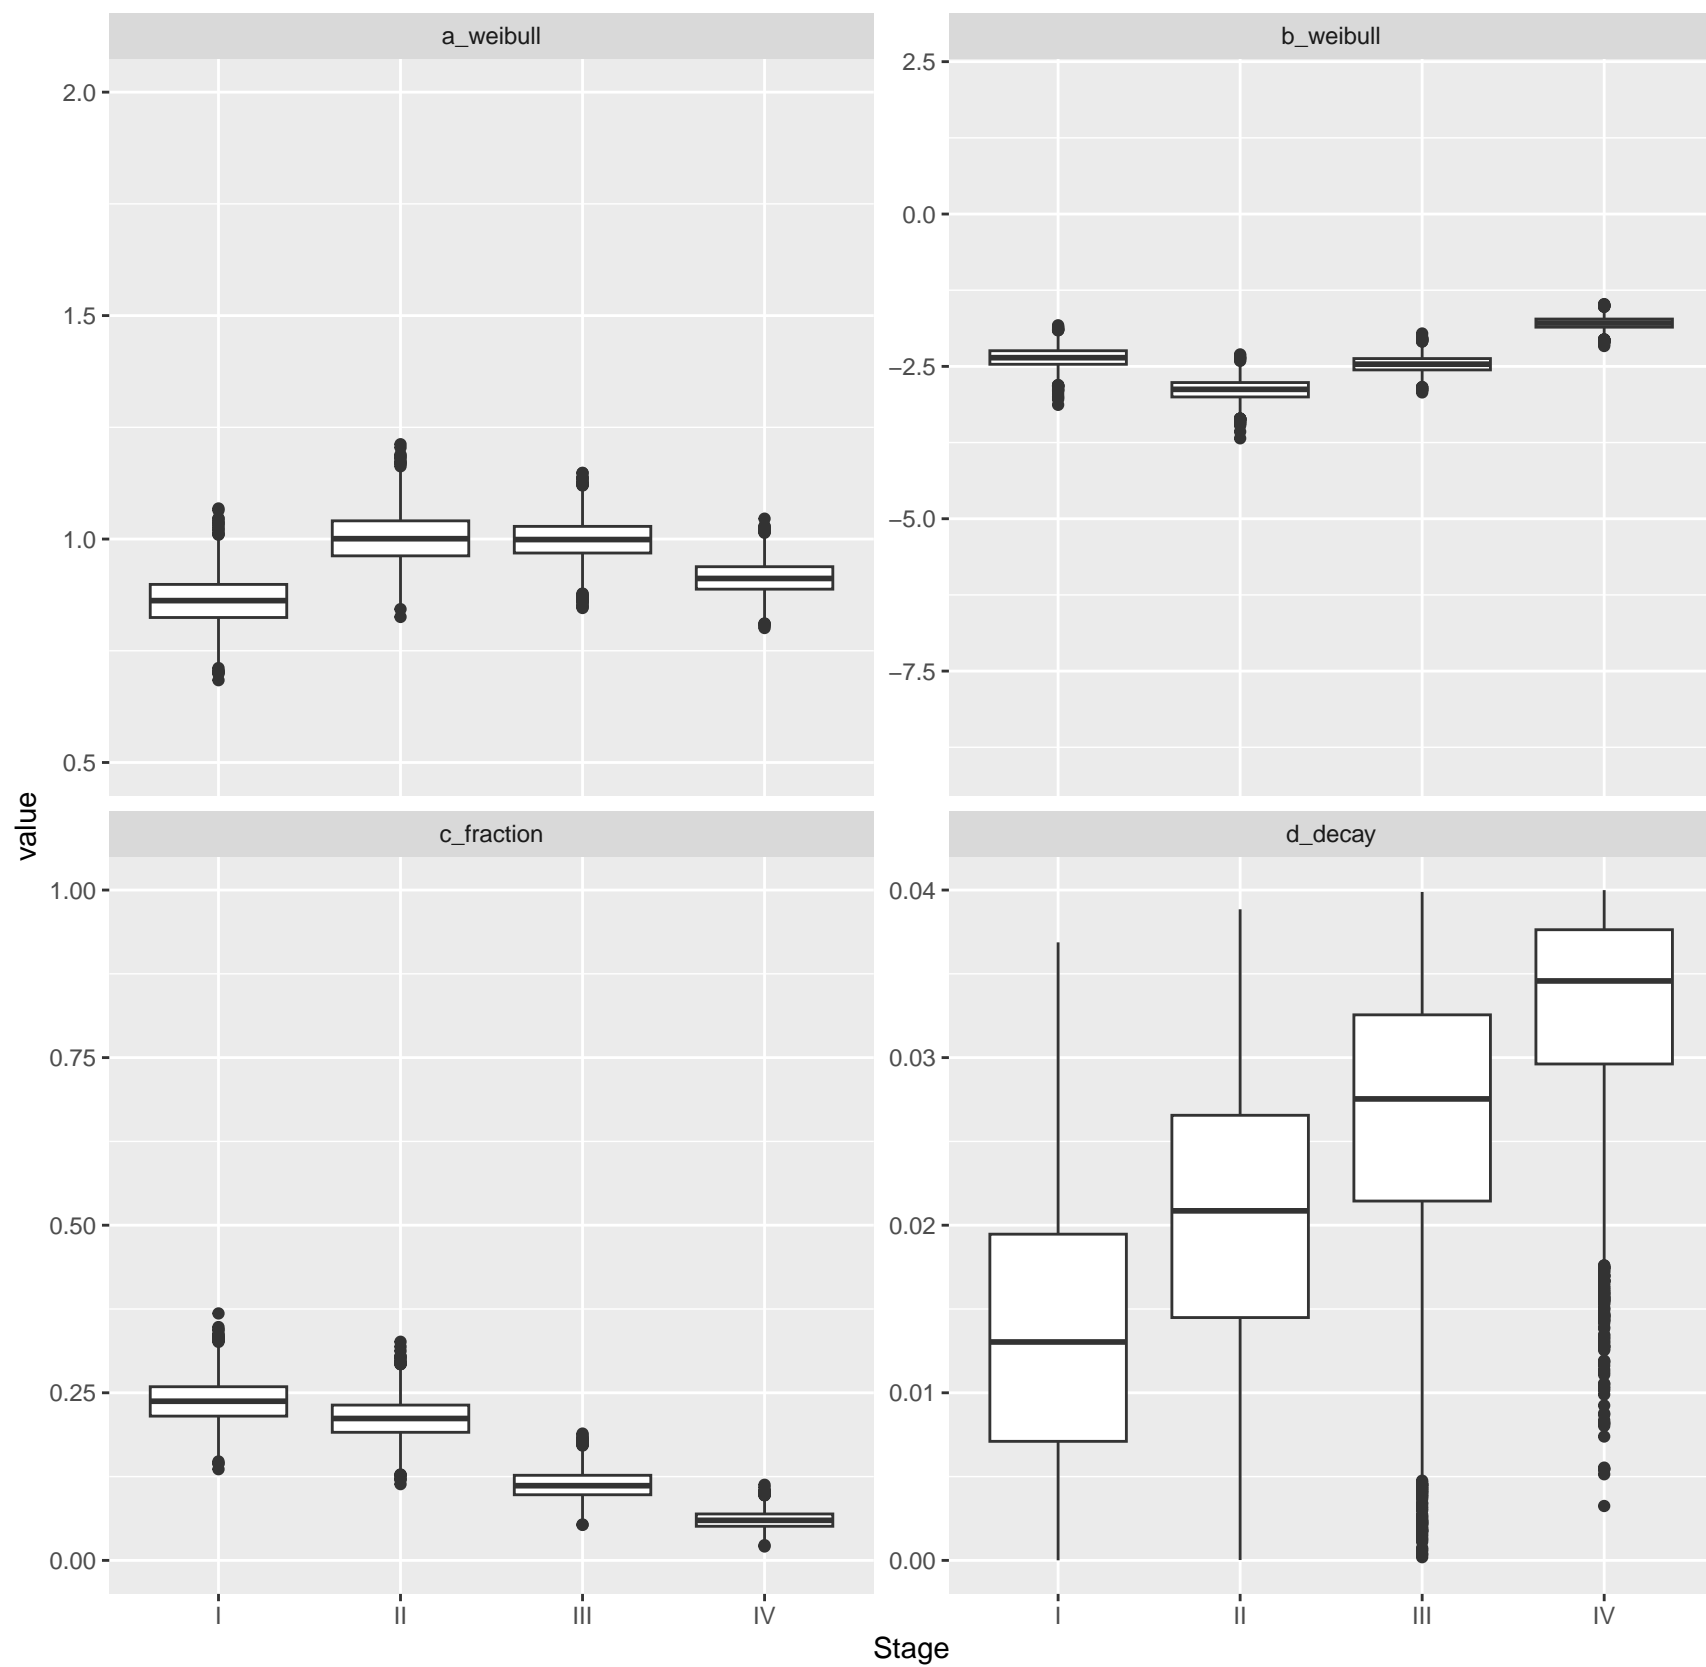 a_weibull
b_weibull
2.0
1.5
1.0
0.5
2.5
0.0
−2.5
−5.0
−7.5
value
c_fraction
d_decay
1.00
0.75
0.50
0.25
0.00
0.04
0.03
0.02
0.01
0.00
I II III IV
I II III IV
Stage